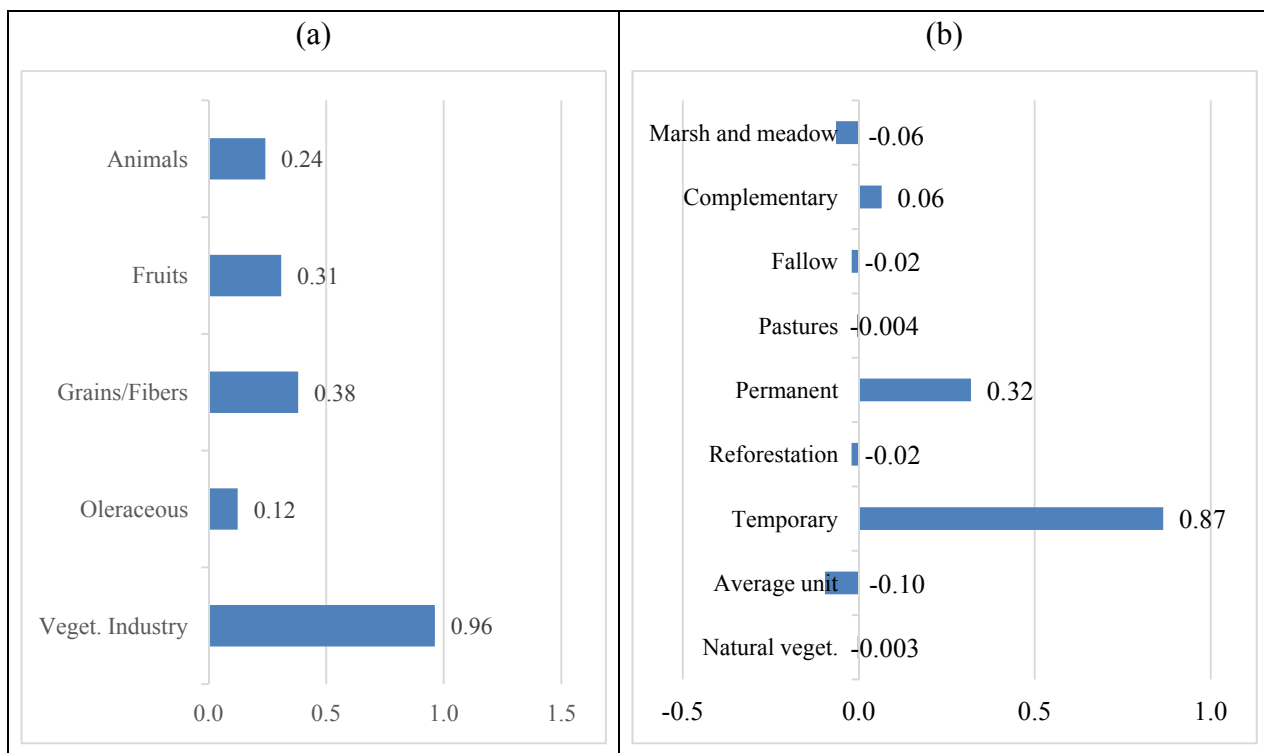 (a)
Animals 0.24
Fruits 0.31
Grains/Fibers 0.38
Oleraceous 0.12
Veget. Industry 0.96
0.0 0.5 1.0 1.5
(b)
Marsh and meadow -0.06
Complementary 0.06
Fallow -0.02
Pastures -0.004
Permanent 0.32
Reforestation -0.02
Temporary 0.87
Average unit -0.10
Natural veget. -0.003
-0.5 0.0 0.5 1.0